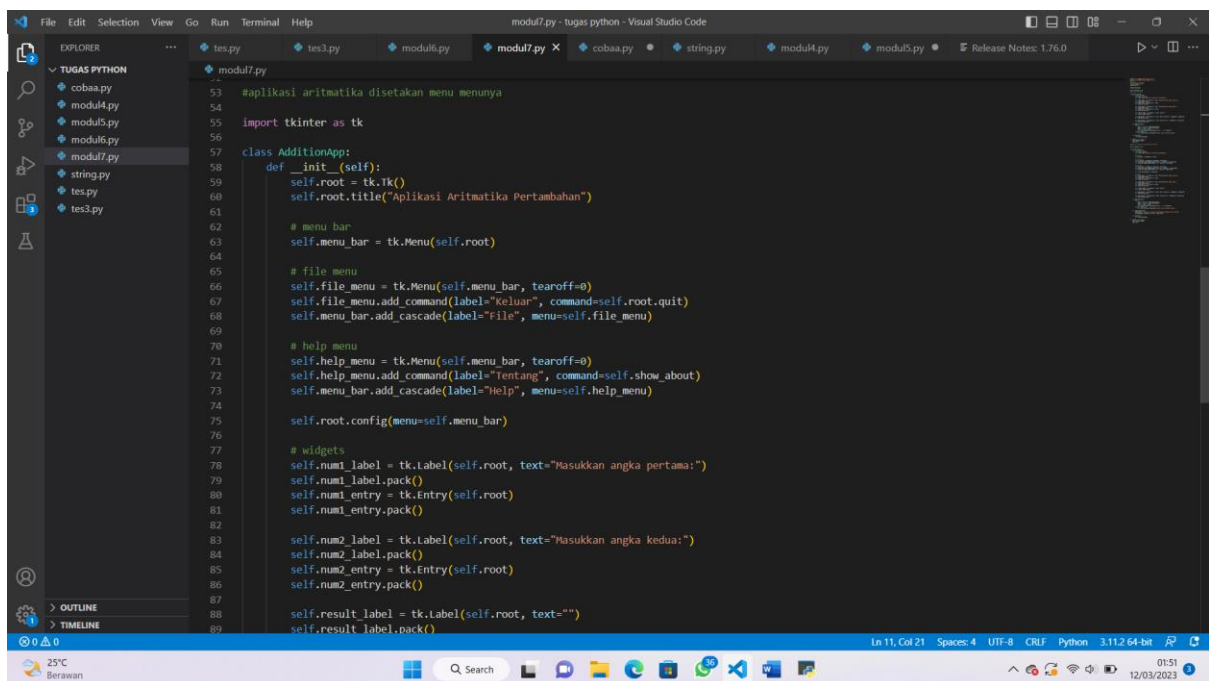 File Edit Selection View Go Run Terminal Help
modul7.py - tugas python - Visual Studio Code
EXPLORER
tes.py tes3.py modul6.py modul7.py cobaa.py string.py modul4.py modul5.py Release Notes: 1.76.0
TUGAS PYTHON
cobaa.py
modul4.py
modul5.py
modul6.py
modul7.py
string.py
tes.py
tes3.py
OUTLINE
TIMELINE
modul7.py
53 #aplikasi aritmatika disetakan menu menunya
54
55 import tkinter as tk
56
57 class AdditionApp:
58 def __init__(self):
59 self.root = tk.Tk()
60 self.root.title("Aplikasi Aritmatika Pertambahan")
61
62 # menu bar
63 self.menu_bar = tk.Menu(self.root)
64
65 # file menu
66 self.file_menu = tk.Menu(self.menu_bar, tearoff=0)
67 self.file_menu.add_command(label="Keluar", command=self.root.quit)
68 self.menu_bar.add_cascade(label="File", menu=self.file_menu)
69
70 # help menu
71 self.help_menu = tk.Menu(self.menu_bar, tearoff=0)
72 self.help_menu.add_command(label="Tentang", command=self.show_about)
73 self.menu_bar.add_cascade(label="Help", menu=self.help_menu)
74
75 self.root.config(menu=self.menu_bar)
76
77 # widgets
78 self.num1_label = tk.Label(self.root, text="Masukkan angka pertama:")
79 self.num1_label.pack()
80 self.num1_entry = tk.Entry(self.root)
81 self.num1_entry.pack()
82
83 self.num2_label = tk.Label(self.root, text="Masukkan angka kedua:")
84 self.num2_label.pack()
85 self.num2_entry = tk.Entry(self.root)
86 self.num2_entry.pack()
87
88 self.result_label = tk.Label(self.root, text="")
89 self.result_label.pack()
0 0
Ln 11, Col 21 Spaces: 4 UTF-8 CRLF Python 3.11.2 64-bit
25°C
Berawan
Search
36
01:51
12/03/2023
3